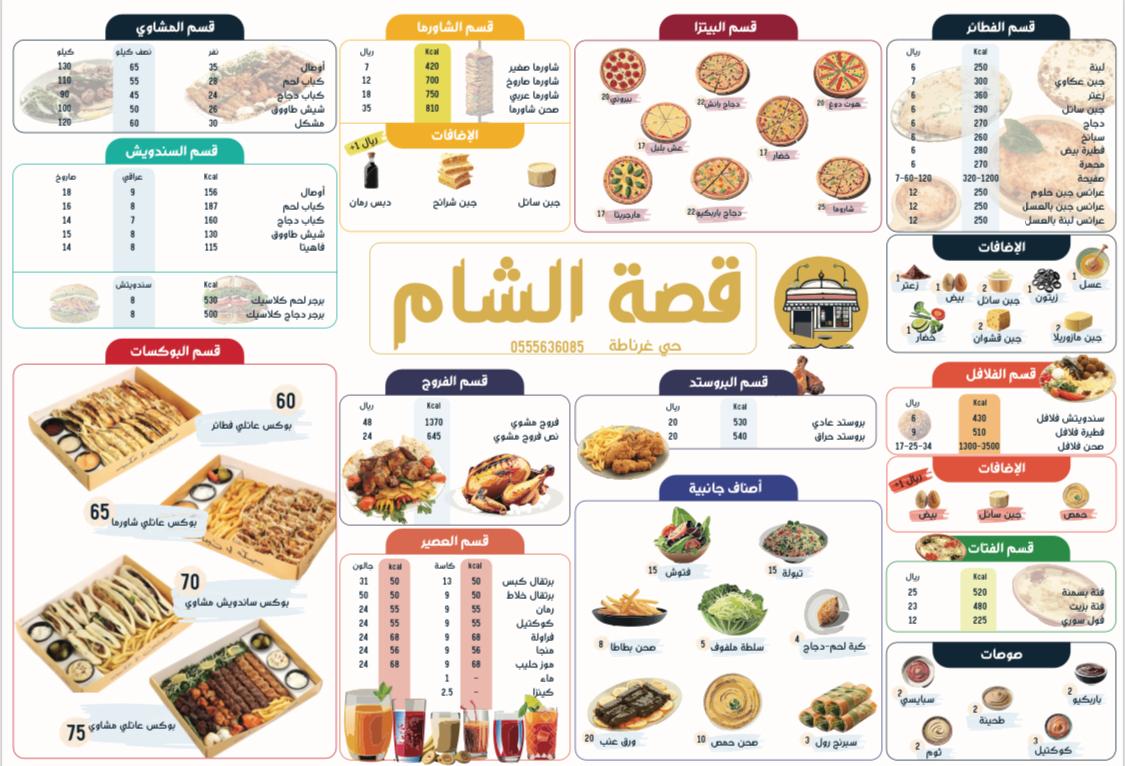 قسم الفطائر
ريال Kcal
لبنة 250 6
جبن عكاوي 300 7
زعتر 360 6
جبن سائل 290 6
دجاج 270 6
سبانخ 260 6
فطيرة بيض 280 6
محمرة 270 6
صفيحة 320-1200 7-60-120
عرائس جبن حلوم 250 12
عرائس جبن بالعسل 250 12
عرائس لبنة بالعسل 250 12
الإضافات
عسل 1
زيتون 1
جبن سائل 2
بيض 1
زعتر 1
جبن مازوريلا 2
جبن قشوان 2
خضار 1
قسم الفلافل
ريال Kcal
سندويتش فلافل 430 6
فطيرة فلافل 510 9
صحن فلافل 1300-3500 17-25-34
الإضافات
+1 ريال
حمص
جبن سائل
بيض
قسم الفتات
ريال Kcal
فتة بسمنة 520 25
فتة بزيت 480 23
فول سوري 225 12
صوصات
باربكيو 2
سبايسي 2
طحينة 2
كوكتيل 3
ثوم 2
قسم البيتزا
هوت دوغ 20
دجاج رانش 22
بيبروني 20
خضار 17
عش بلبل 17
شاروما 25
دجاج باربكيو 22
مارجريتا 17
قصة الشام
حي غرناطة 0555636085
قسم البروستد
ريال Kcal
بروستد عادي 530 20
بروستد حراق 540 20
أصناف جانبية
تبولة 15
فتوش 15
كبة لحم-دجاج 4
سلطة ملفوف 5
صحن بطاطا 8
سبرنج رول 3
صحن حمص 10
ورق عنب 20
قسم الشاورما
ريال Kcal
شاورما صغير 420 7
شاورما صاروخ 700 12
شاورما عربي 750 18
صحن شاورما 810 35
الإضافات
+1 ريال
جبن سائل
جبن شرائح
دبس رمان
قسم الفروج
ريال Kcal
فروج مشوي 1370 48
نص فروج مشوي 645 24
قسم العصير
kcal كاسة kcal جالون
برتقال كبس 50 13 50 31
برتقال خلاط 50 9 50 50
رمان 55 9 55 24
كوكتيل 55 9 55 24
فراولة 68 9 68 24
منجا 56 9 56 24
موز حليب 68 9 68 24
ماء - 1
كينزا - 2.5
قسم المشاوي
نفر نصف كيلو كيلو
أوصال 35 65 130
كباب لحم 28 55 110
كباب دجاج 24 45 90
شيش طاووق 26 50 100
مشكل 30 60 120
قسم السندويش
Kcal عراقي صاروخ
أوصال 156 9 18
كباب لحم 187 8 16
كباب دجاج 160 7 14
شيش طاووق 130 8 15
فاهيتا 115 8 14
Kcal سندويتش
برجر لحم كلاسيك 530 8
برجر دجاج كلاسيك 500 8
قسم البوكسات
60
بوكس عائلي فطائر
65
بوكس عائلي شاورما
70
بوكس ساندويش مشاوي
بوكس عائلي مشاوي 75